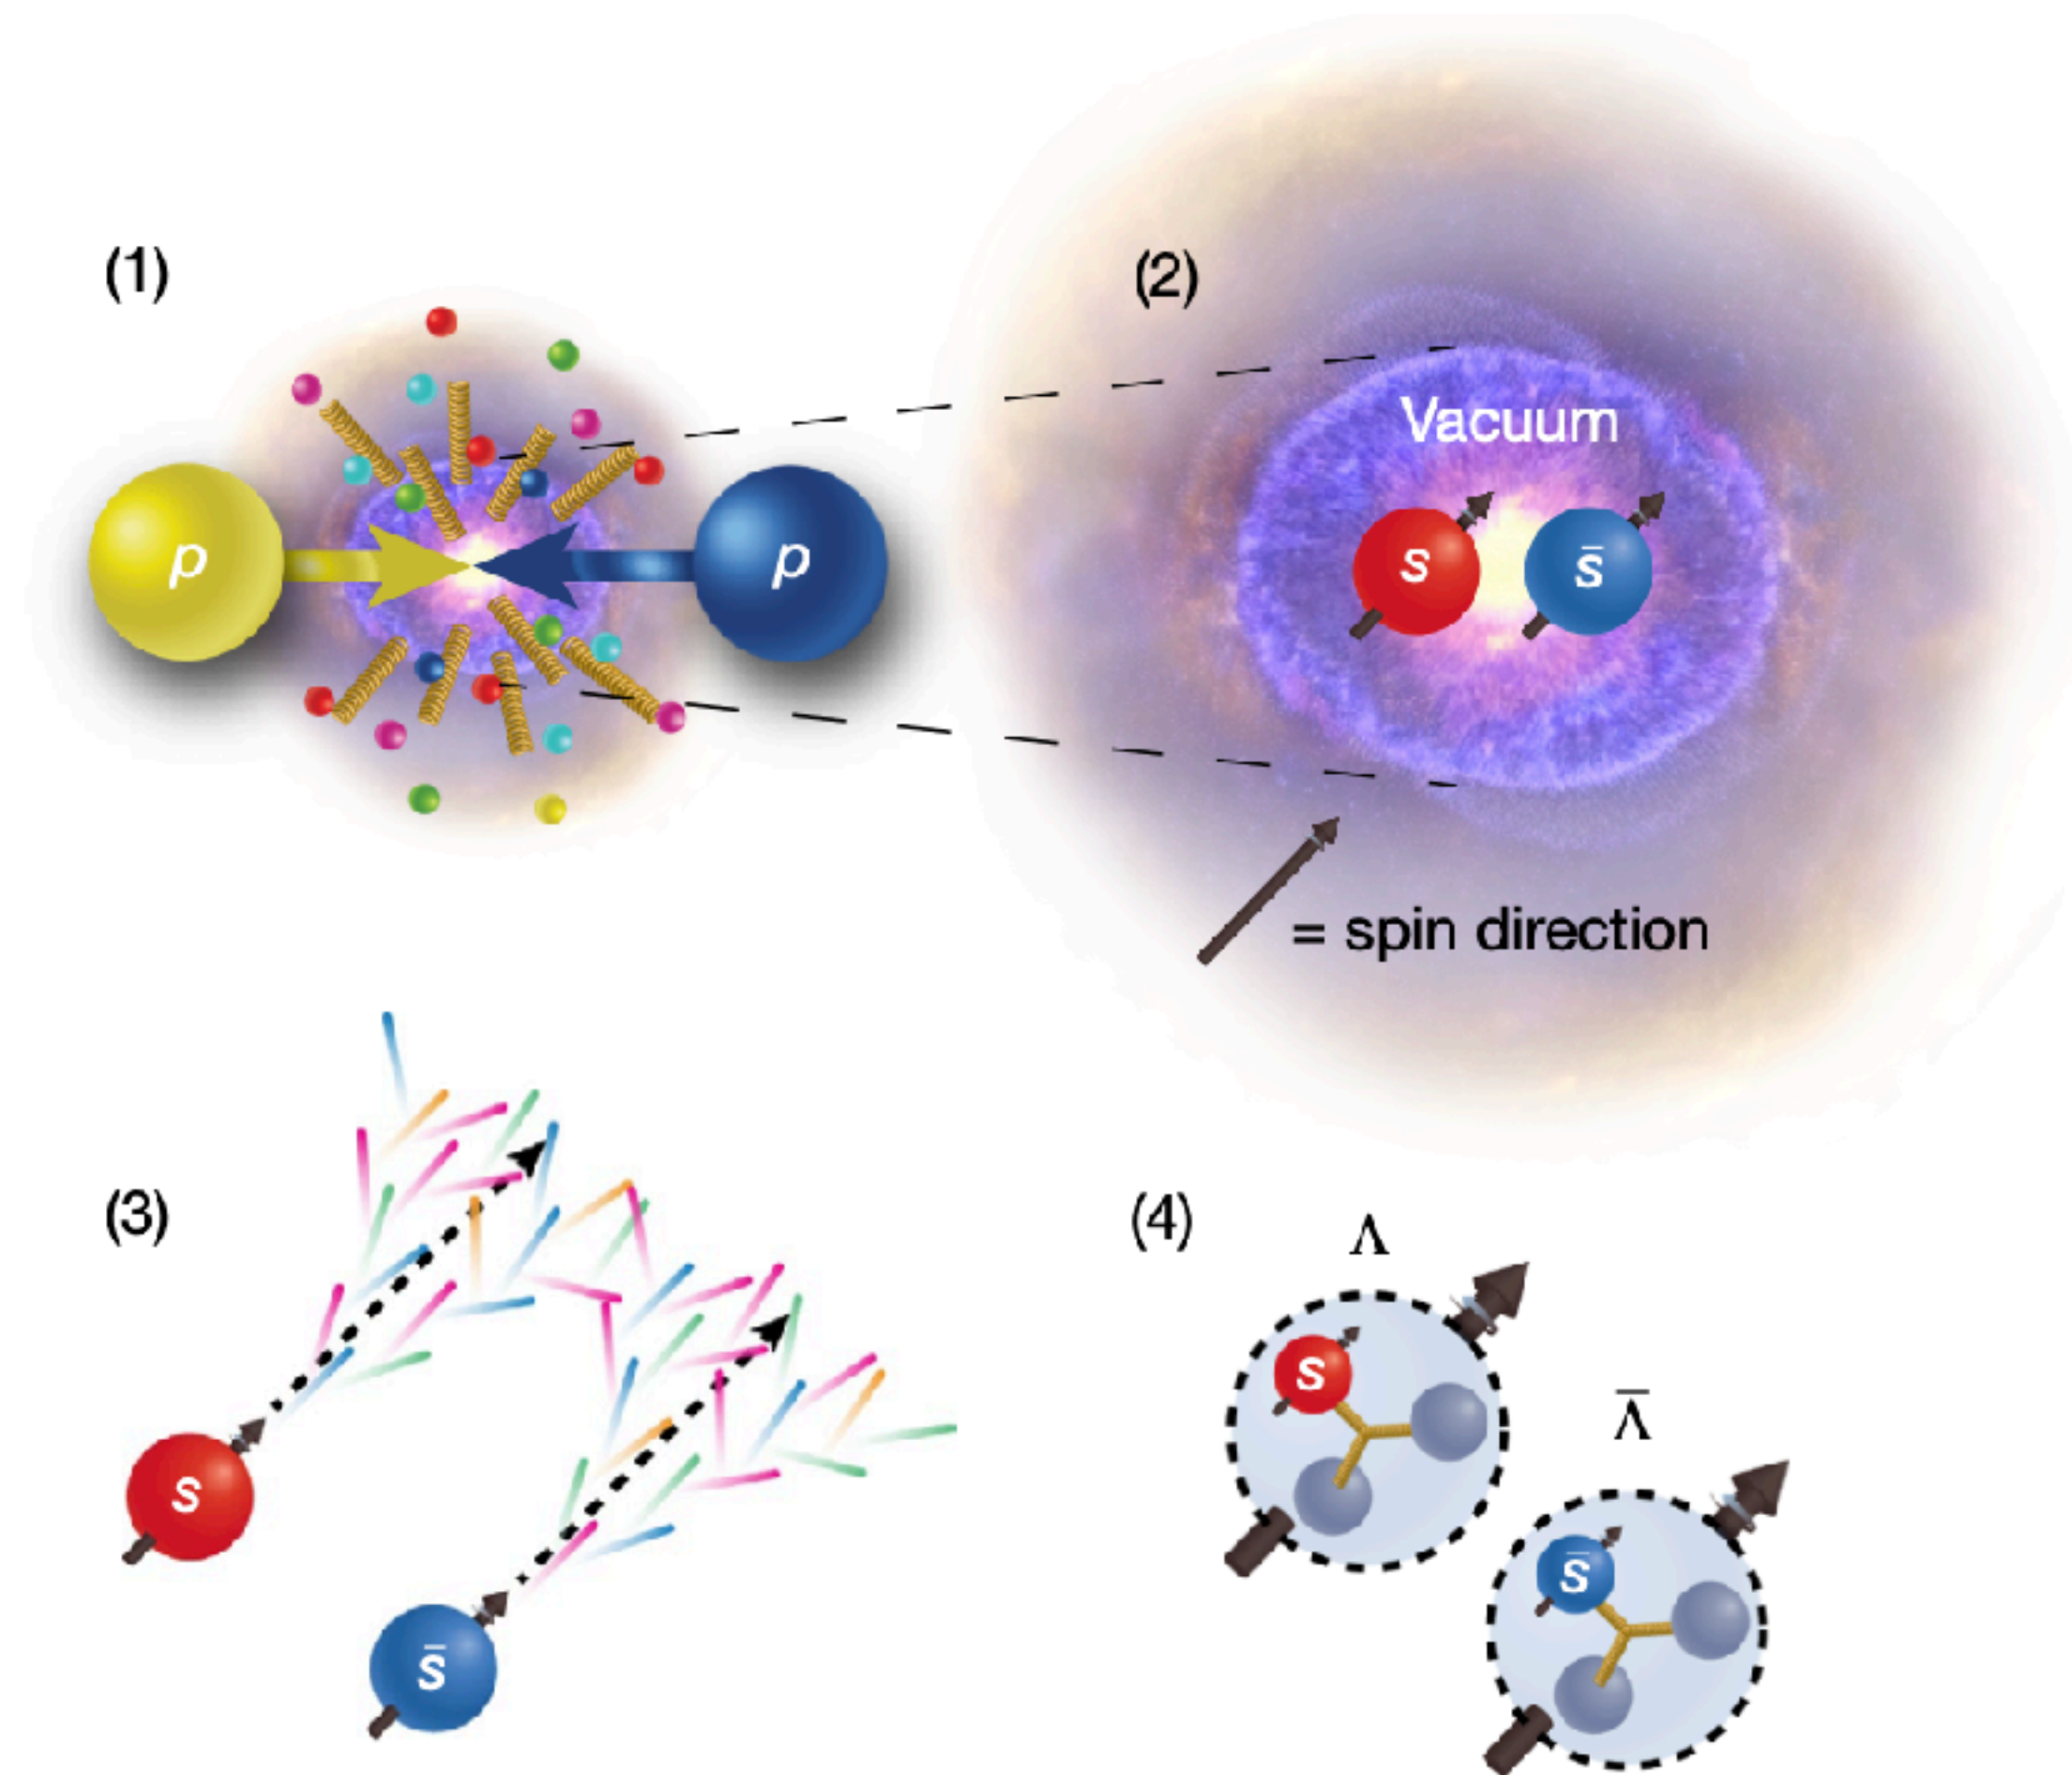 (1)
p
p
(2)
Vacuum
s
s̄
= spin direction
(3)
s
s̄
(4)
Λ
s
Λ̄
s̄